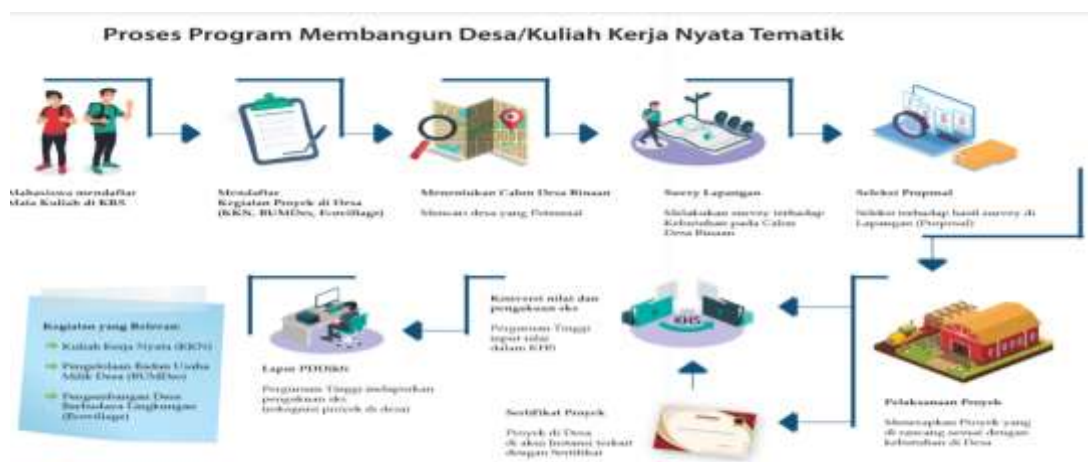 Proses Program Membangun Desa/Kuliah Kerja Nyata Tematik
Mahasiswa mendaftar
Mata Kuliah di KRS
Mendaftar
Kegiatan Proyek di Desa
(KKN, BUMDes, Ecovillage)
Menentukan Calon Desa Binaan
Mencari desa yang Potensial
Survy Lapangan
Melakukan survey terhadap
Kebutuhan pada Calon
Desa Binaan
Seleksi Proposal
Seleksi terhadap hasil survey di
Lapangan (Proposal)
Pelaksanaan Proyek
Menetapkan Proyek yang
di rancang sesuai dengan
kebutuhan di Desa
Konversi nilai dan
pengakuan sks
Perguruan Tinggi
input nilai
dalam KHS
KHS
Sertifikat Proyek
Proyek di Desa
di akui Instansi terkait
dengan Sertifikat
Lapor PDDikti
Perguruan Tinggi melaporkan
pengakuan sks
proyek di desa)
Kegiatan yang Relevan
Kuliah Kerja Nyata (KKN)
Pengelolaan Badan Usaha
Milik Desa (BUMDes)
Pengembangan Desa
Berbudaya Lingkungan
(Ecovillage)